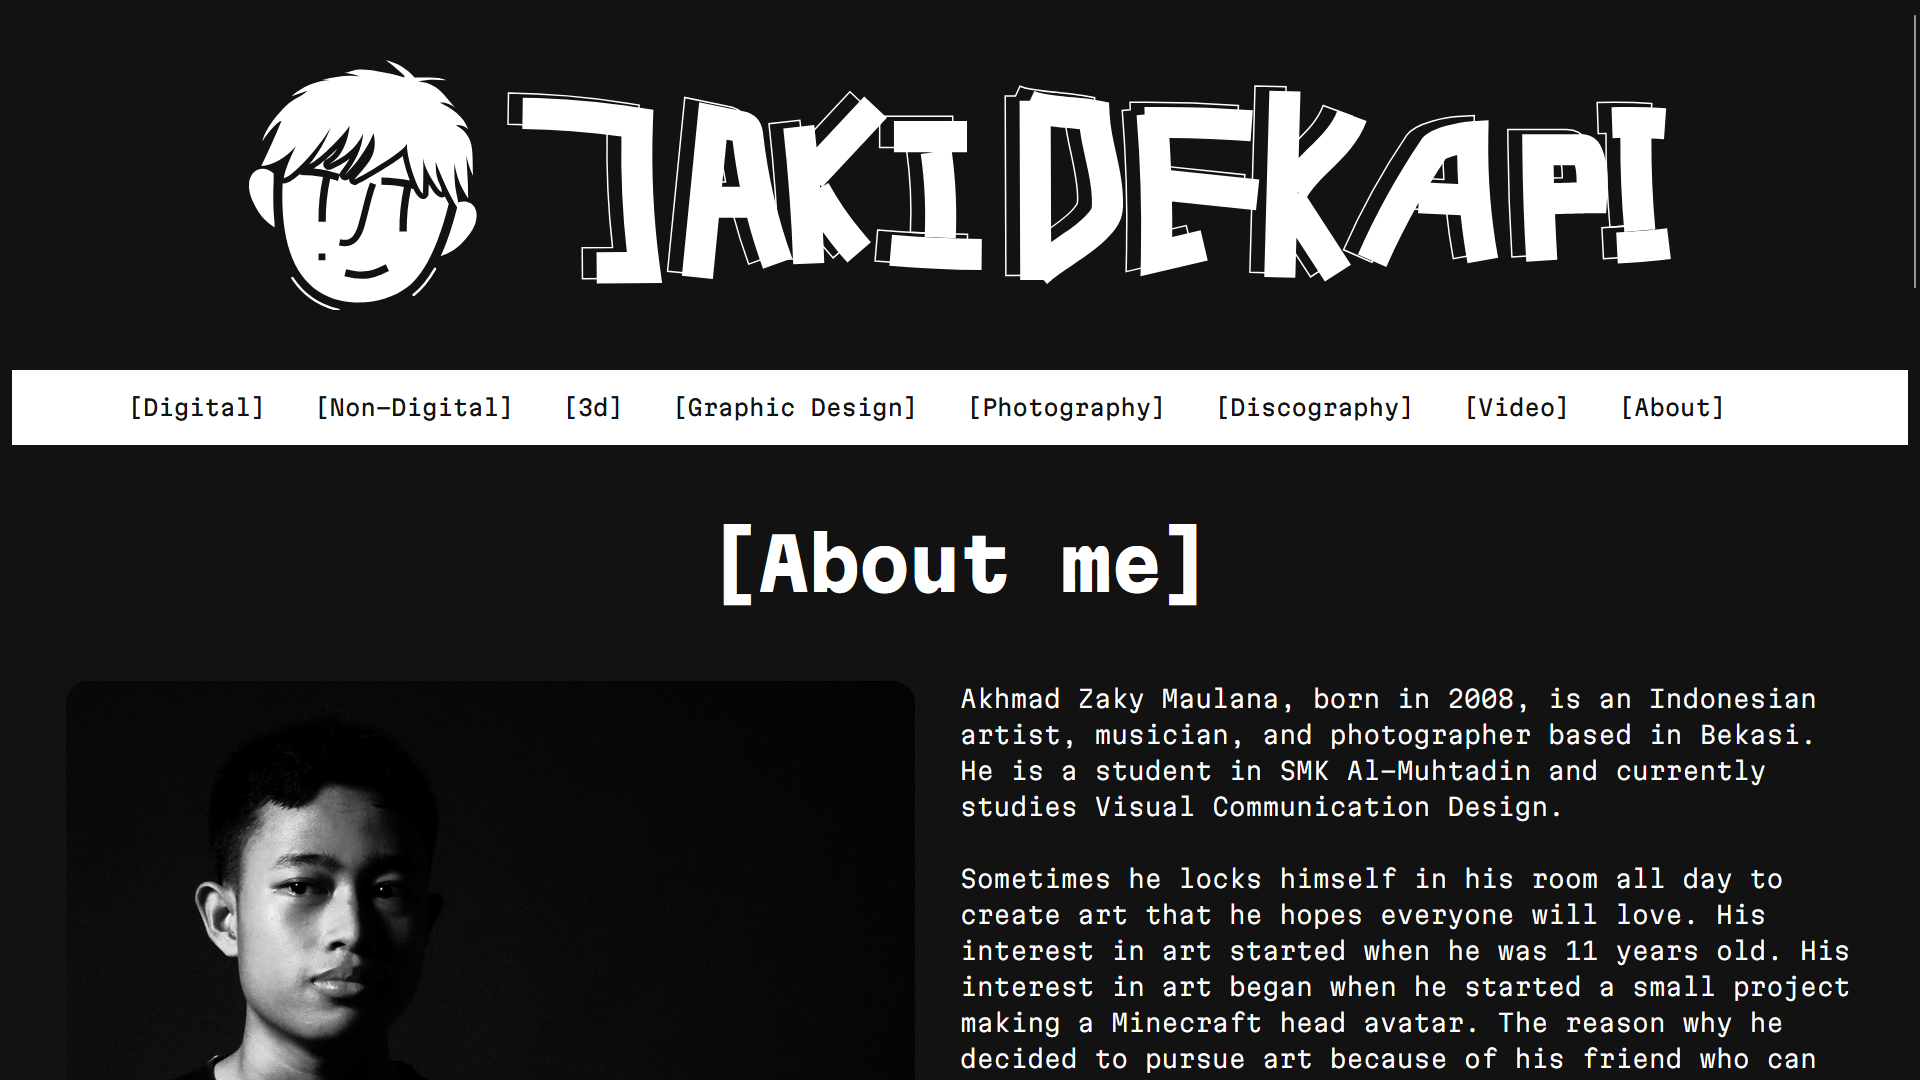 JAKI DEKAPI
[Digital] [Non-Digital] [3d] [Graphic Design] [Photography] [Discography] [Video] [About]
[About me]
Akhmad Zaky Maulana, born in 2008, is an Indonesian
artist, musician, and photographer based in Bekasi.
He is a student in SMK Al-Muhtadin and currently
studies Visual Communication Design.
Sometimes he locks himself in his room all day to
create art that he hopes everyone will love. His
interest in art started when he was 11 years old. His
interest in art began when he started a small project
making a Minecraft head avatar. The reason why he
decided to pursue art because of his friend who can